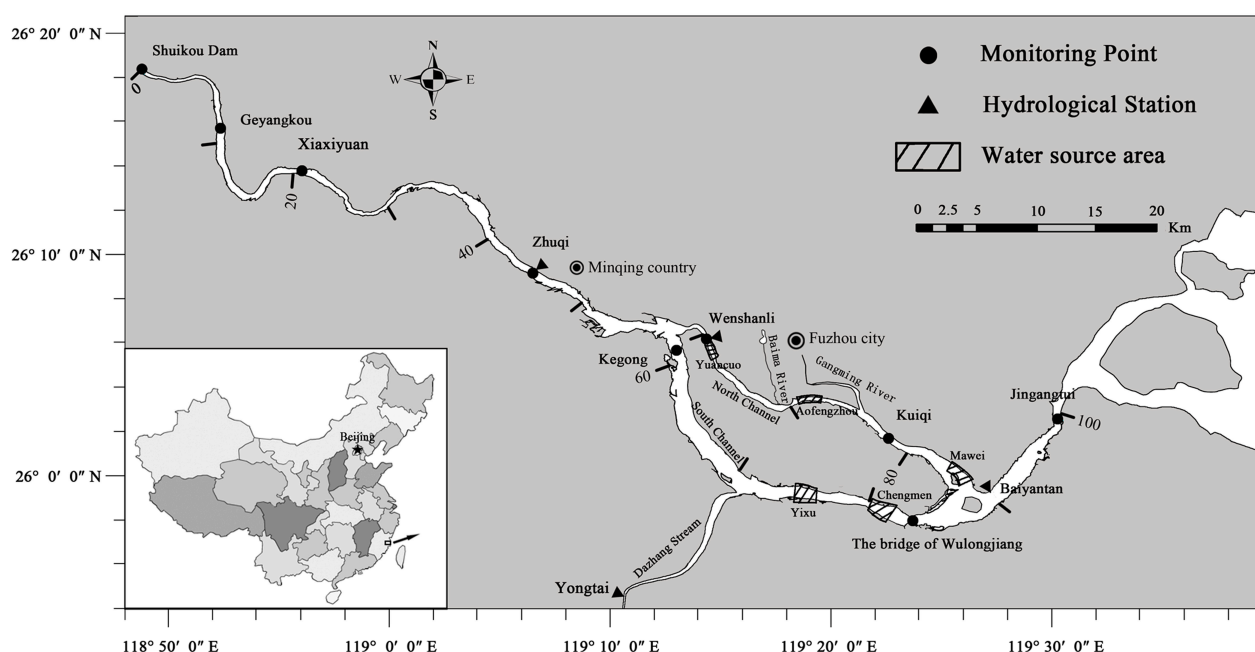 26° 20′ 0″ N
26° 10′ 0″ N
26° 0′ 0″ N
118° 50′ 0″ E
119° 0′ 0″ E
119° 10′ 0″ E
119° 20′ 0″ E
119° 30′ 0″ E
N
W
E
S
Monitoring Point
Hydrological Station
Water source area
0 2.5 5 10 15 20
Km
Shuikou Dam
0
Geyangkou
Xiaxiyuan
20
40
Zhuqi
Minqing country
Wenshanli
Fuzhou city
Kegong
60
Yuancuo
Baima River
Gangming River
North Channel
Aofengzhou
South Channel
Kuiqi
Jingangtui
100
Mawei
80
Chengmen
Baiyantan
Yixu
The bridge of Wulongjiang
Dazhang Stream
Yongtai
Beijing